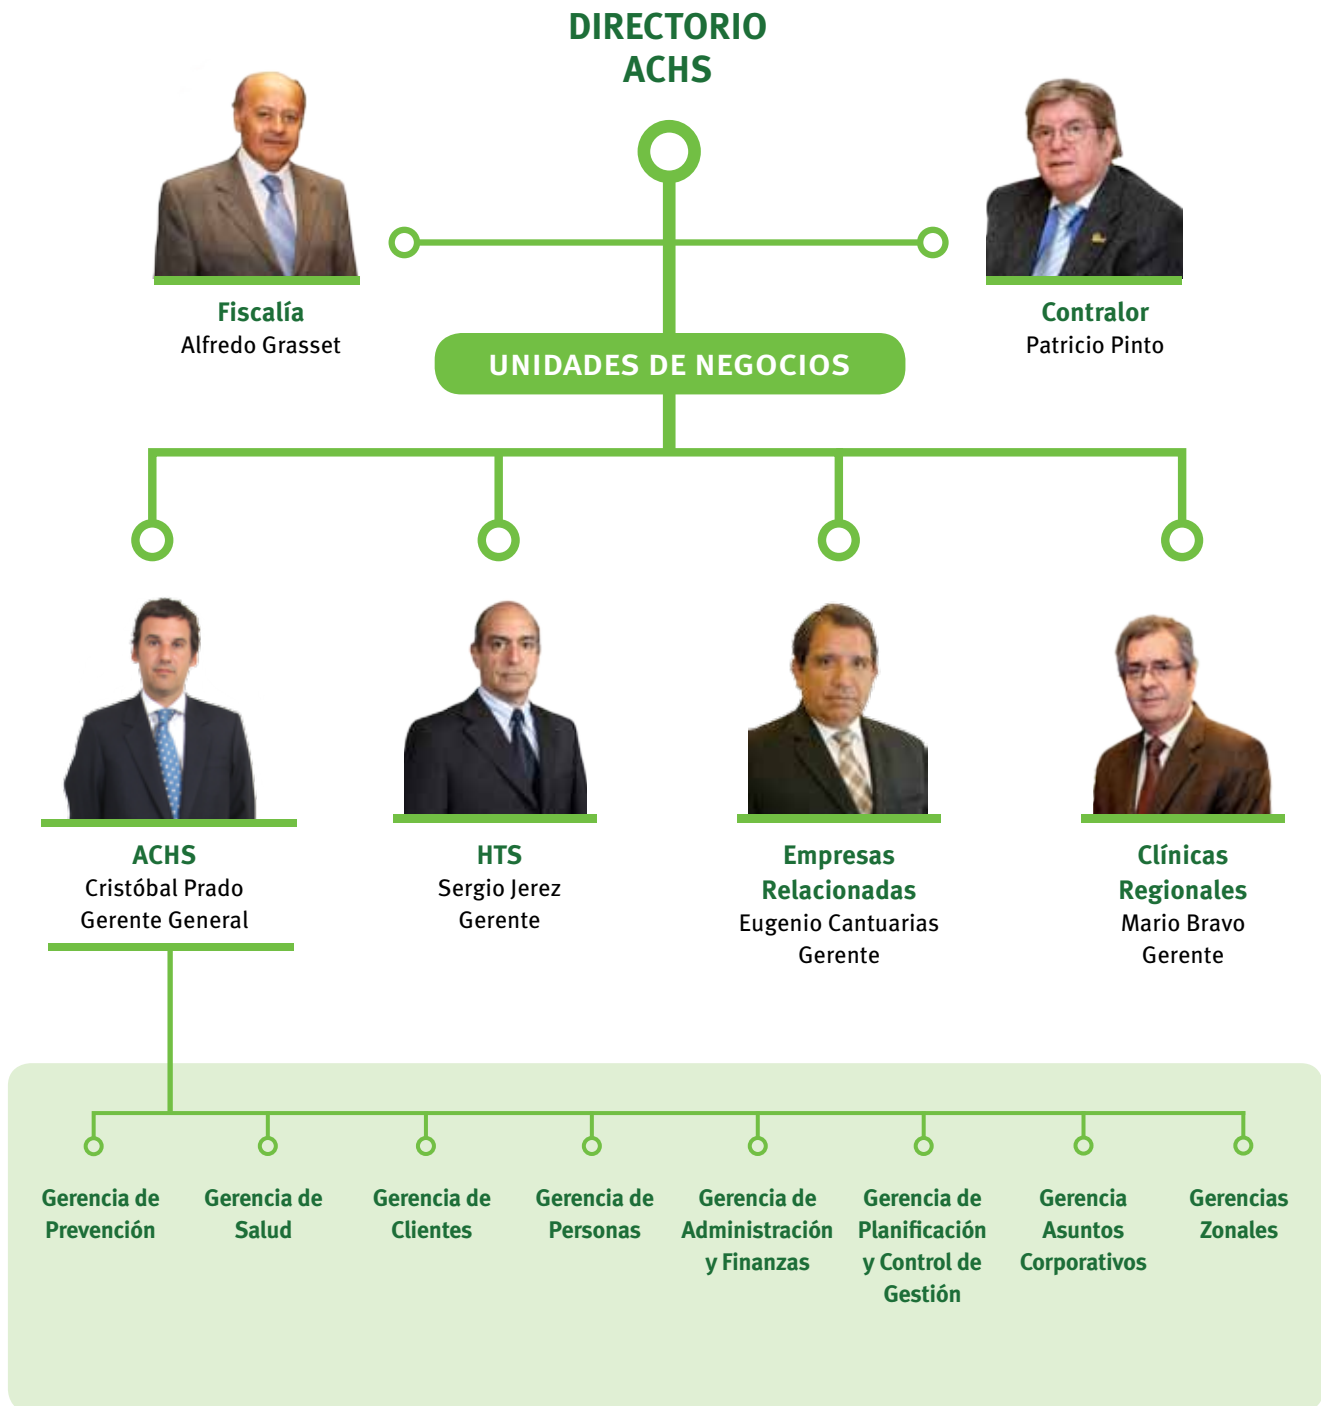 DIRECTORIO
ACHS
Fiscalía
Alfredo Grasset
Contralor
Patricio Pinto
UNIDADES DE NEGOCIOS
ACHS
Cristóbal Prado
Gerente General
HTS
Sergio Jerez
Gerente
Empresas
Relacionadas
Eugenio Cantuarias
Gerente
Clínicas
Regionales
Mario Bravo
Gerente
Gerencia de
Prevención
Gerencia de
Salud
Gerencia de
Clientes
Gerencia de
Personas
Gerencia de
Administración
y Finanzas
Gerencia de
Planificación
y Control de
Gestión
Gerencia
Asuntos
Corporativos
Gerencias
Zonales